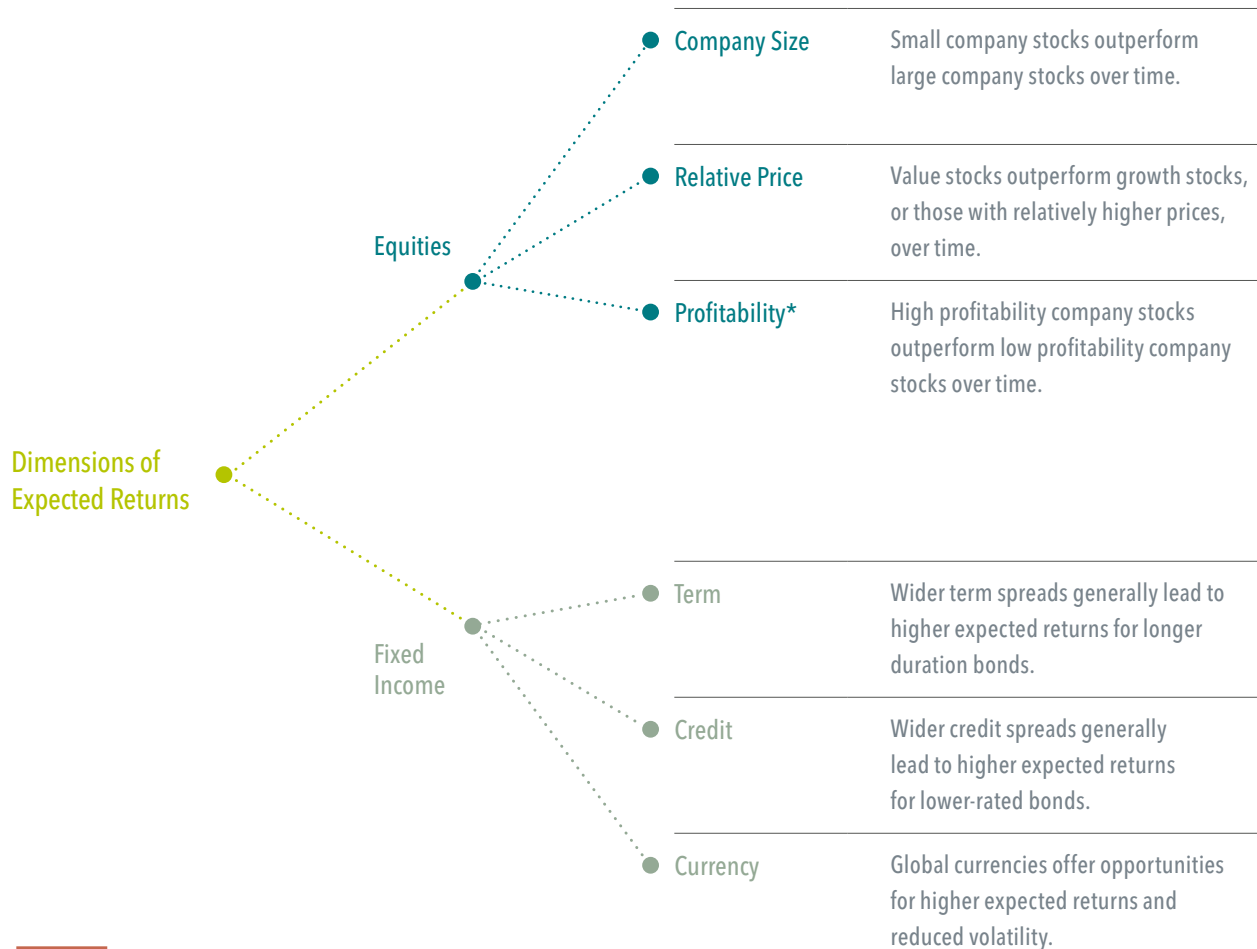 Company Size
Small company stocks outperform
large company stocks over time.
Relative Price
Value stocks outperform growth stocks,
or those with relatively higher prices,
over time.
Equities
Profitability*
High profitability company stocks
outperform low profitability company
stocks over time.
Dimensions of
Expected Returns
Fixed
Income
Term
Wider term spreads generally lead to
higher expected returns for longer
duration bonds.
Credit
Wider credit spreads generally
lead to higher expected returns
for lower-rated bonds.
Currency
Global currencies offer opportunities
for higher expected returns and
reduced volatility.